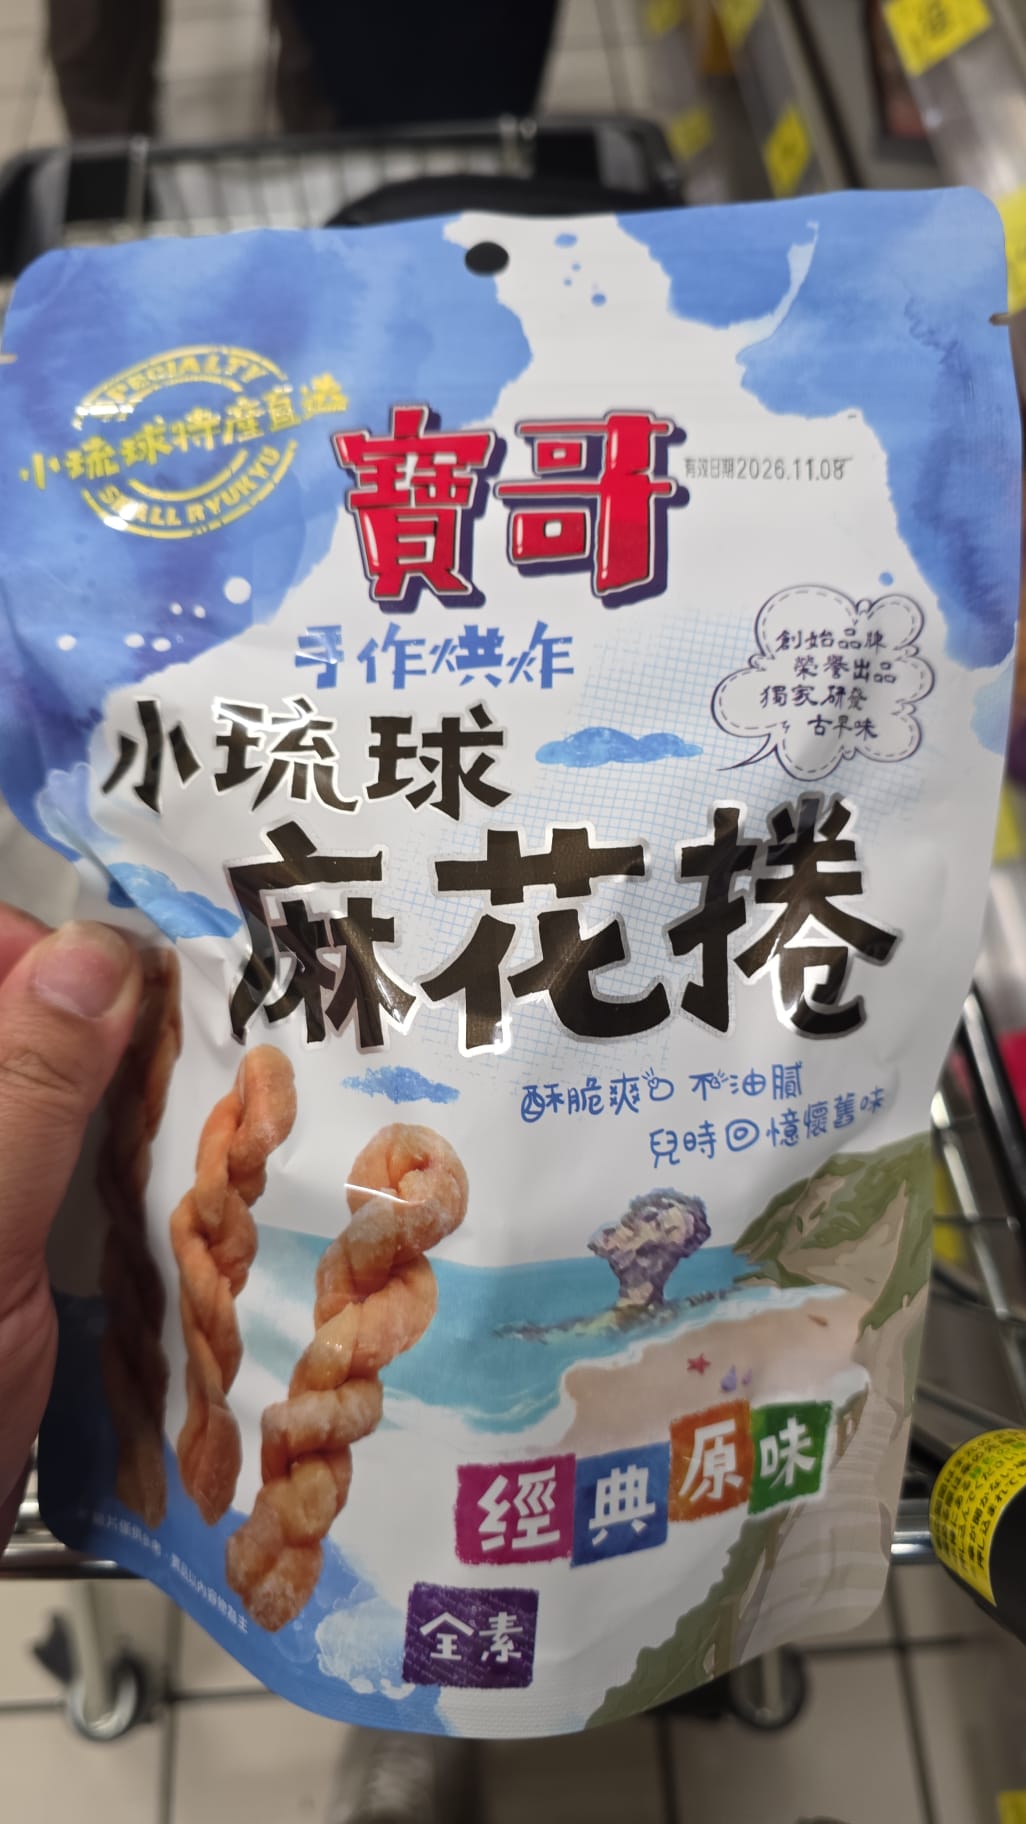 SPECIALTY
小琉球特產直送
SMALL RYUKYU
寶哥
有效日期2026.11.08
手作烘炸
創始品牌
榮譽出品
獨家研發
古早味
小琉球
麻花捲
酥脆爽口 不油膩
兒時回憶懷舊味
經典原味
全素